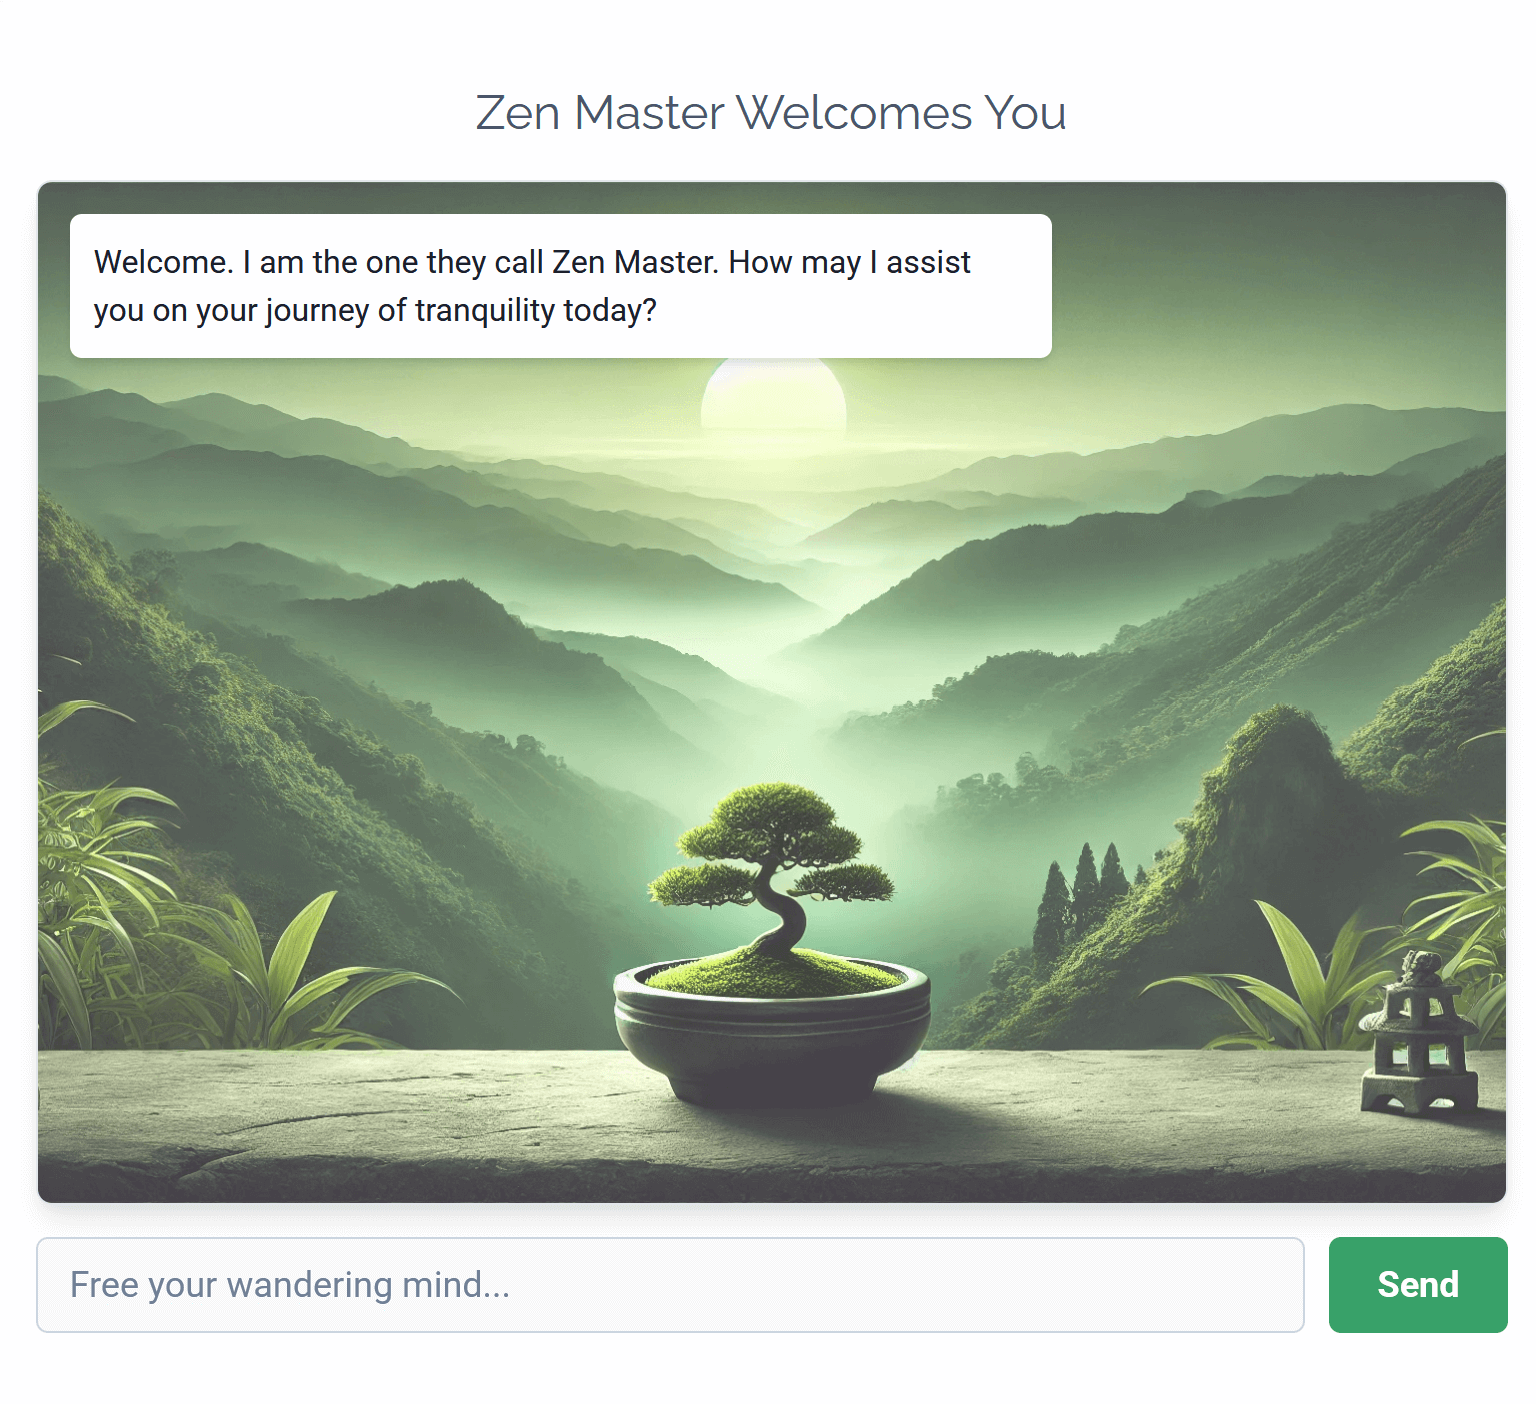 Zen Master Welcomes You
Welcome. I am the one they call Zen Master. How may I assist
you on your journey of tranquility today?
Free your wandering mind...
Send